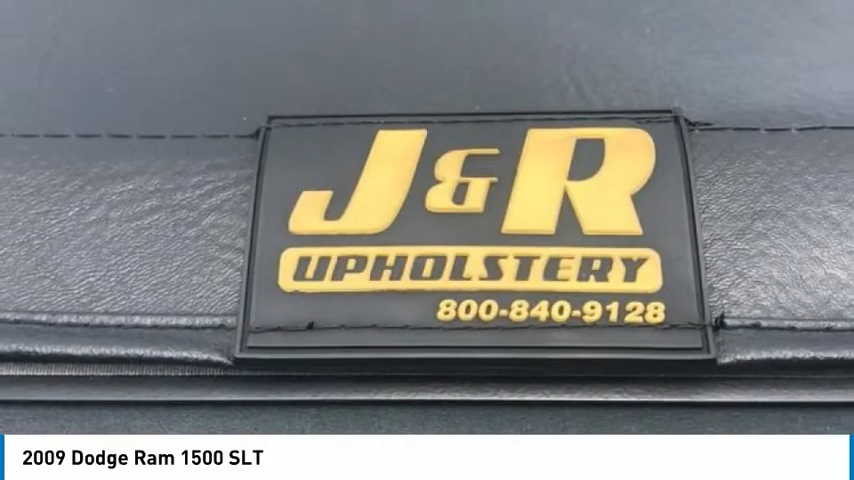 J&R
UPHOLSTERY
800-840-9128
2009 Dodge Ram 1500 SLT